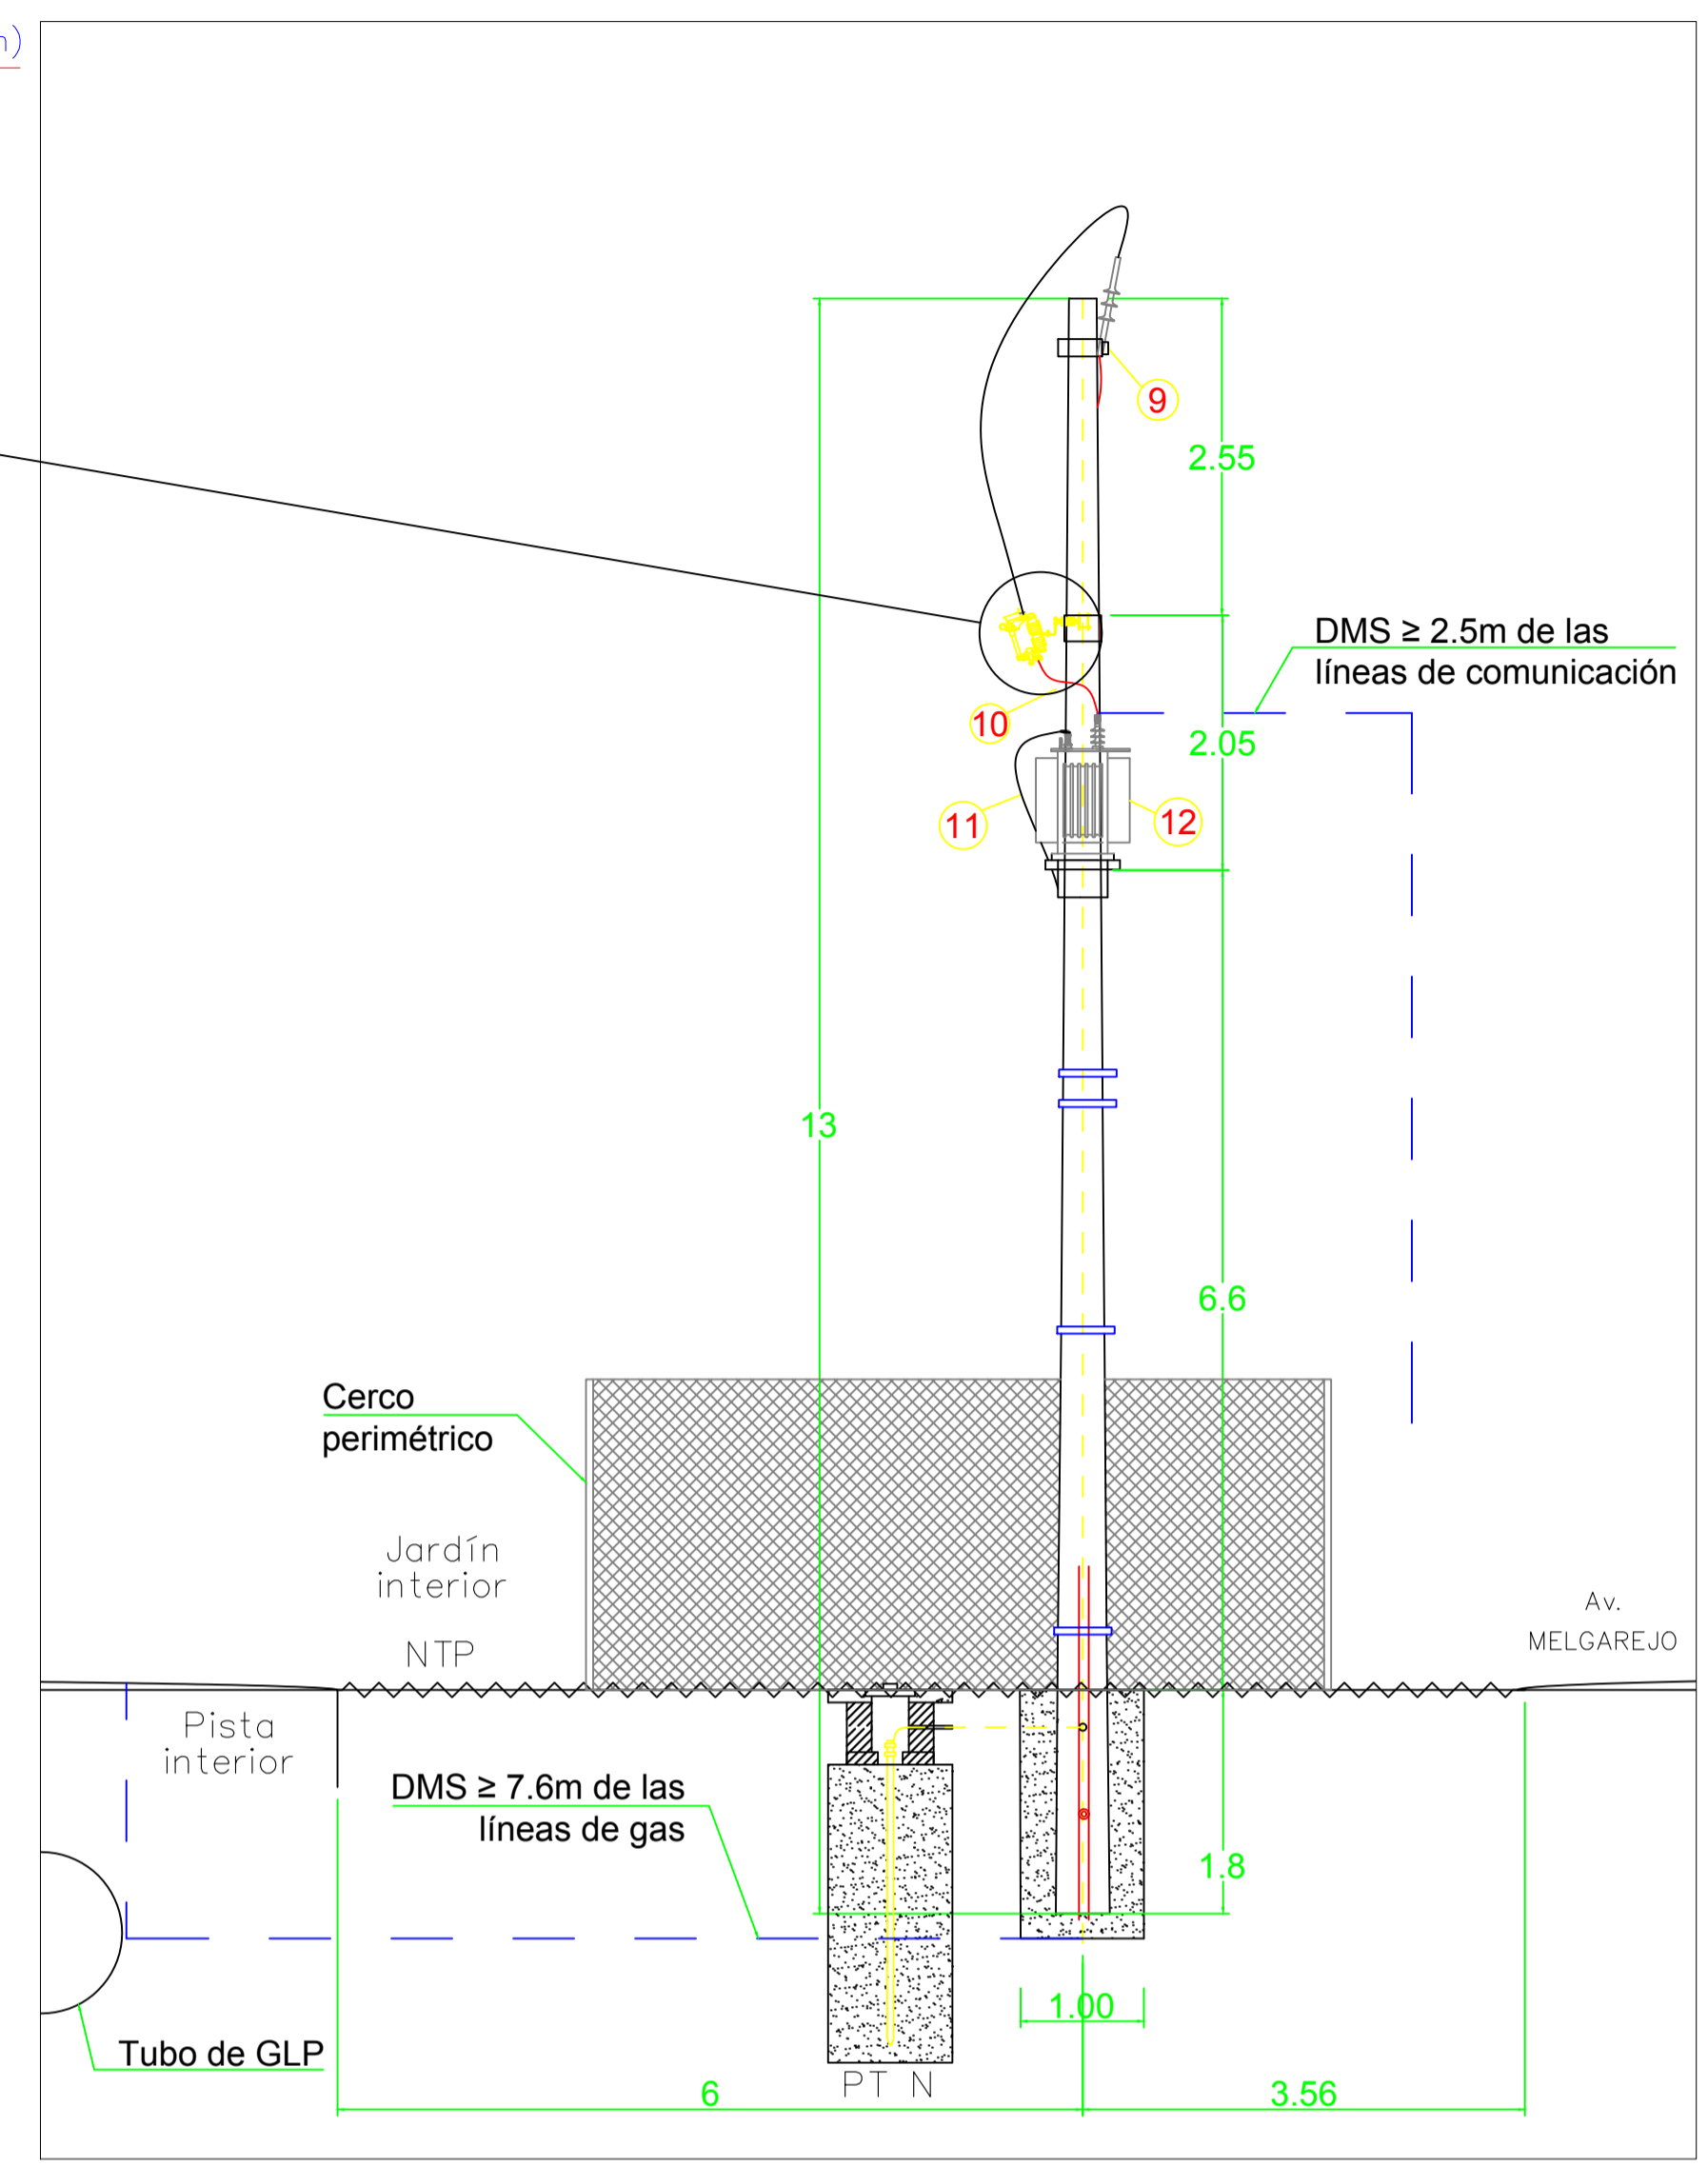 )
9
2.55
DMS ≥ 2.5m de las
líneas de comunicación
10
2.05
11
12
13
6.6
Cerco
perimétrico
Jardín
interior
NTP
Av.
MELGAREJO
Pista
interior
DMS ≥ 7.6m de las
líneas de gas
1.8
1.00
Tubo de GLP
PT N
6
3.56